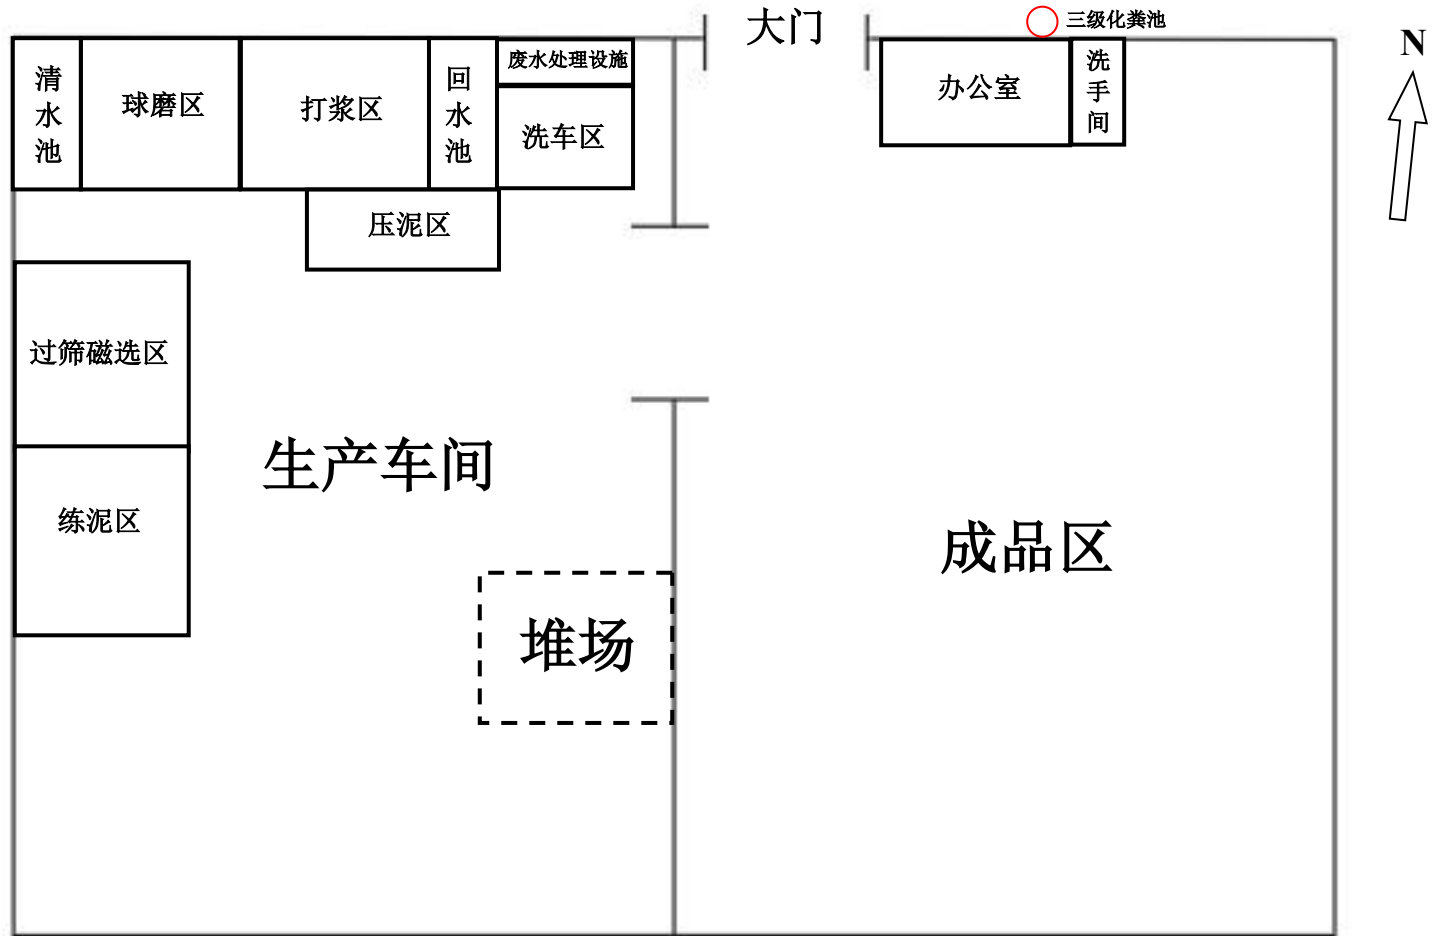 大门
三级化粪池
N
清水池
球磨区
打浆区
回水池
废水处理设施
洗车区
办公室
洗手间
压泥区
过筛磁选区
生产车间
练泥区
成品区
堆场